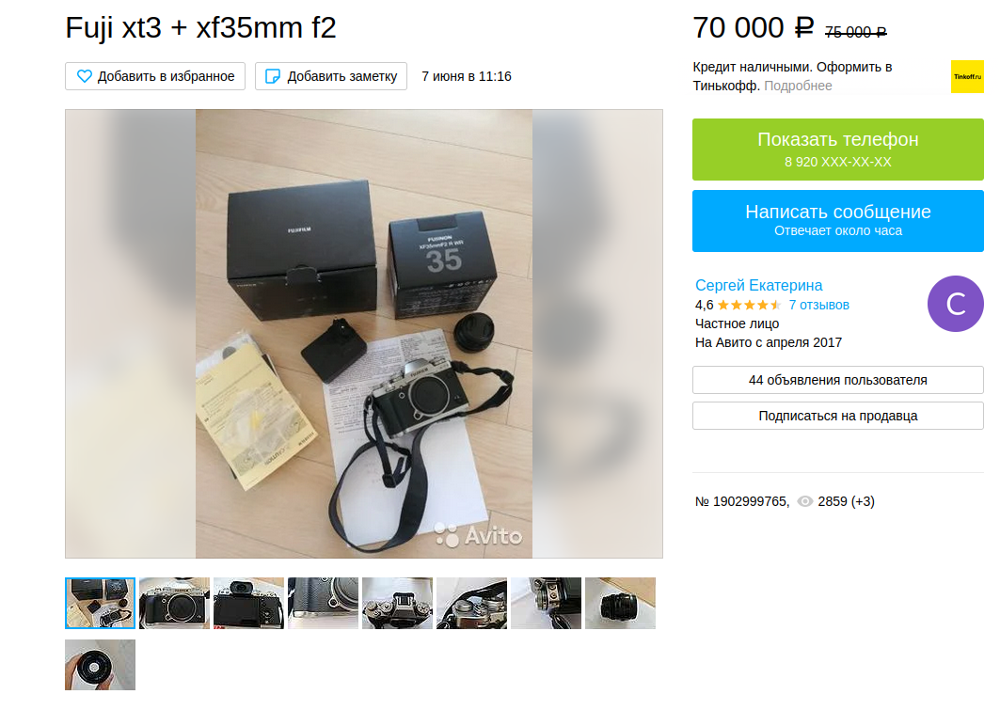 Fuji xt3 + xf35mm f2
Добавить в избранное
Добавить заметку
7 июня в 11:16
70 000 ₽ 75 000 ₽
Кредит наличными. Оформить в
Тинькофф. Подробнее
Tinkoff.ru
Показать телефон
8 920 XXX-XX-XX
Написать сообщение
Отвечает около часа
Сергей Екатерина
4,6 7 отзывов
Частное лицо
На Авито с апреля 2017
С
44 объявления пользователя
Подписаться на продавца
№ 1902999765, 2859 (+3)
FUJIFILM
FUJINON
XF35mmF2 R WR
35
Avito